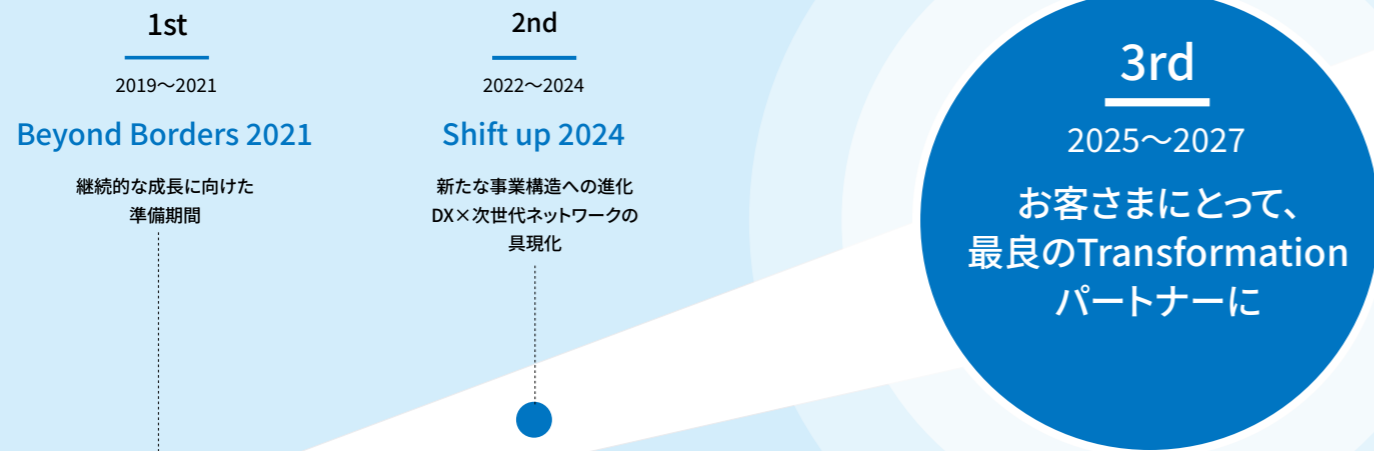 1st
2019～2021
Beyond Borders 2021
継続的な成長に向けた
準備期間
2nd
2022～2024
Shift up 2024
新たな事業構造への進化
DX×次世代ネットワークの
具現化
3rd
2025～2027
お客さまにとって、
最良のTransformation
パートナーに